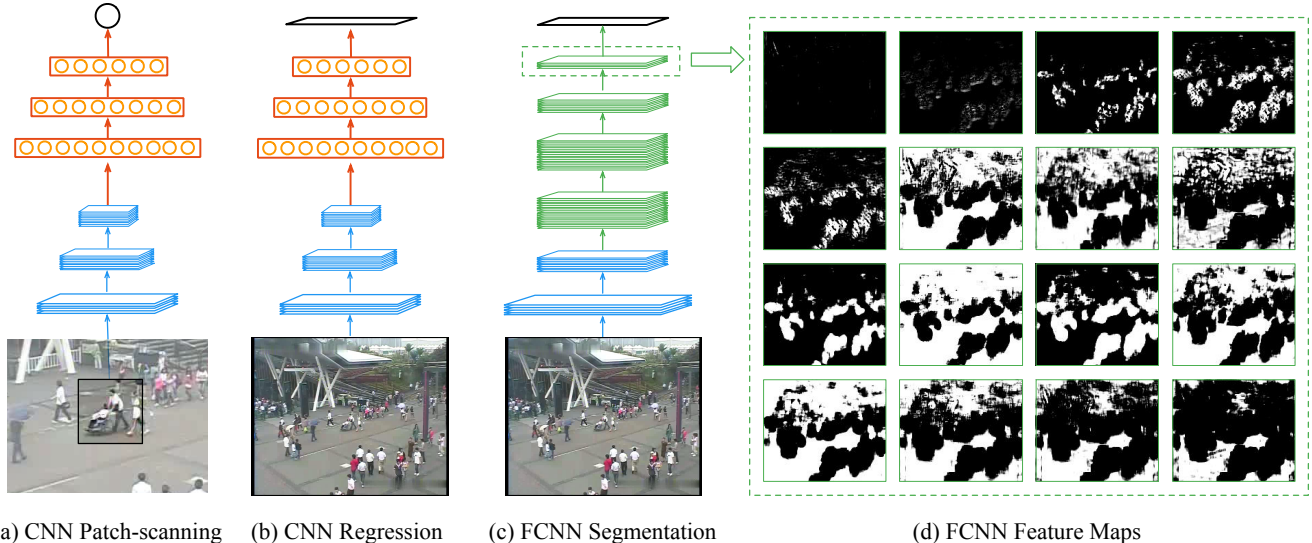 a) CNN Patch-scanning (b) CNN Regression (c) FCNN Segmentation (d) FCNN Feature Maps